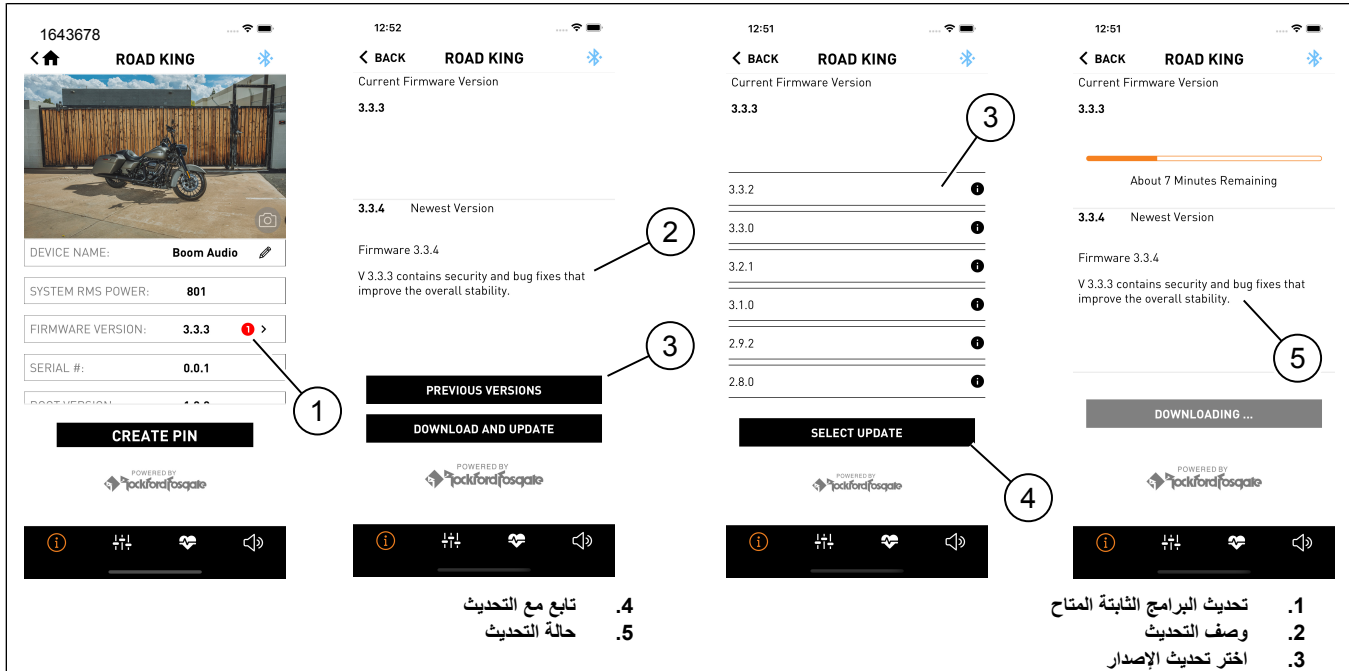 1643678
ROAD KING
DEVICE NAME: Boom Audio
SYSTEM RMS POWER: 801
FIRMWARE VERSION: 3.3.3 1
SERIAL #: 0.0.1
1
CREATE PIN
POWERED BY
rockford fosgate
12:52
BACK ROAD KING
Current Firmware Version
3.3.3
3.3.4 Newest Version
2
Firmware 3.3.4
V 3.3.3 contains security and bug fixes that
improve the overall stability.
3
PREVIOUS VERSIONS
DOWNLOAD AND UPDATE
POWERED BY
rockford fosgate
12:51
BACK ROAD KING
Current Firmware Version
3.3.3
3
3.3.2
3.3.0
3.2.1
3.1.0
2.9.2
2.8.0
SELECT UPDATE
4
POWERED BY
rockford fosgate
12:51
BACK ROAD KING
Current Firmware Version
3.3.3
About 7 Minutes Remaining
3.3.4 Newest Version
Firmware 3.3.4
V 3.3.3 contains security and bug fixes that
improve the overall stability.
5
DOWNLOADING ...
POWERED BY
rockford fosgate
1. تحديث البرامج الثابتة المتاح
2. وصف التحديث
3. اختر تحديث الإصدار
4. تابع مع التحديث
5. حالة التحديث